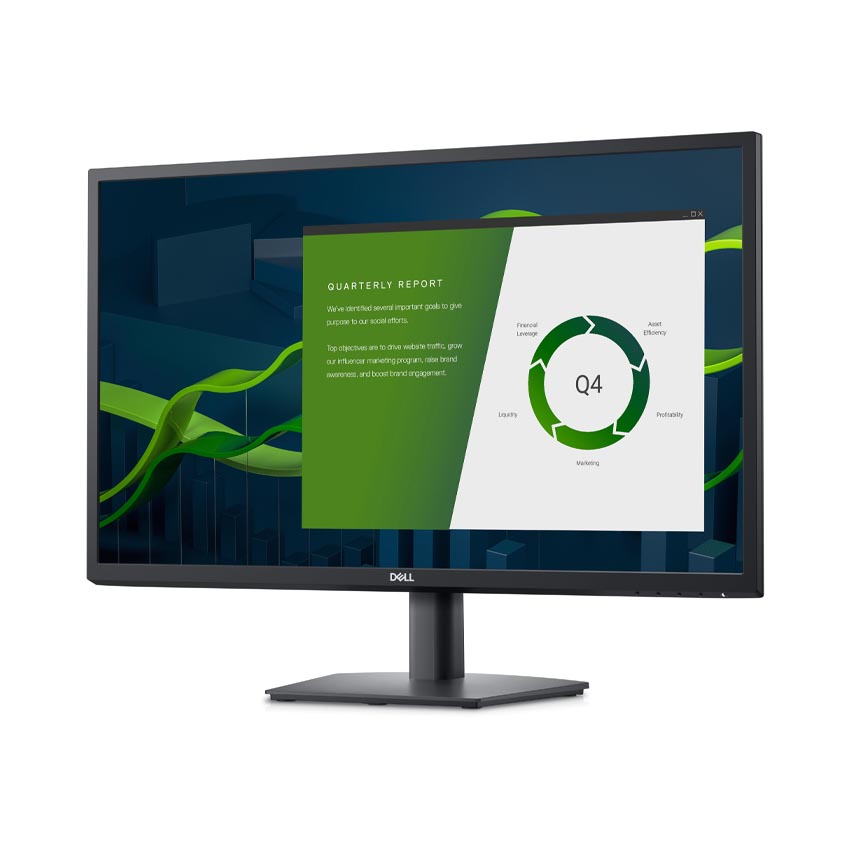 QUARTERLY REPORT
We've identified several important goals to give
purpose to our social efforts.
Top objectives are to drive website traffic, grow
our influencer marketing program, raise brand
awareness, and boost brand engagement.
Financial
Leverage
Asset
Efficiency
Q4
Liquidity
Profitability
Marketing
DELL